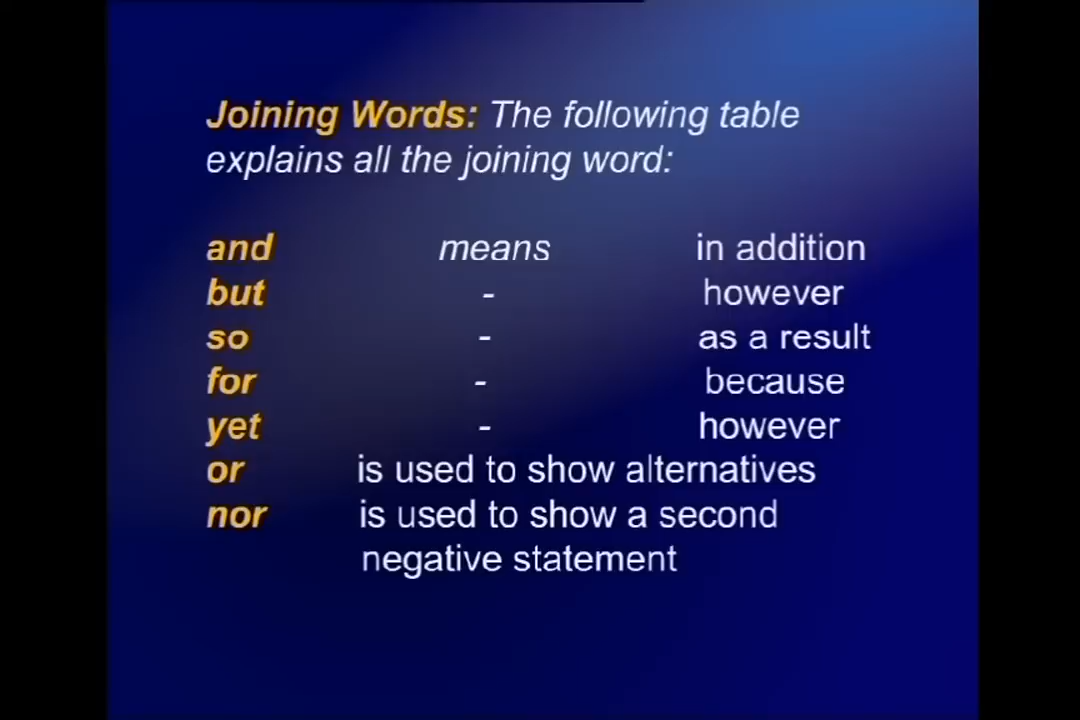 Joining Words: The following table
explains all the joining word:
and means in addition
but - however
so - as a result
for - because
yet - however
or is used to show alternatives
nor is used to show a second
negative statement